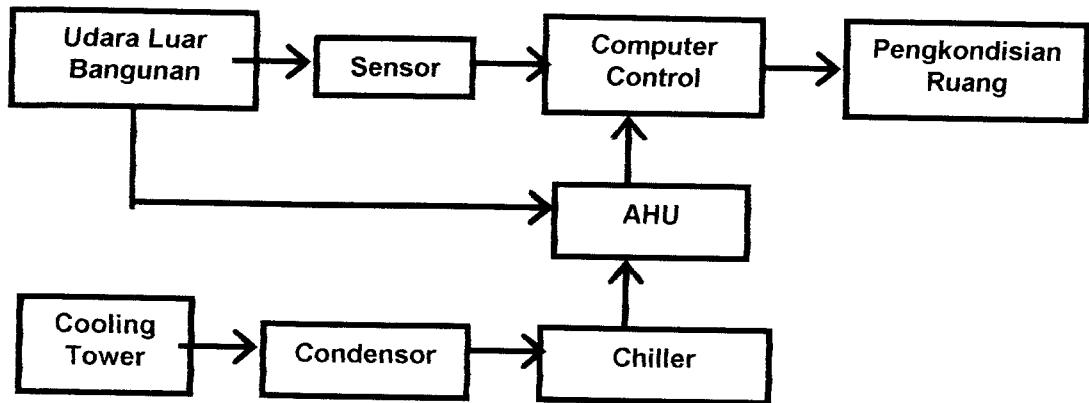 Udara Luar
Bangunan
Sensor
Computer
Control
Pengkondisian
Ruang
AHU
Cooling
Tower
Condensor
Chiller